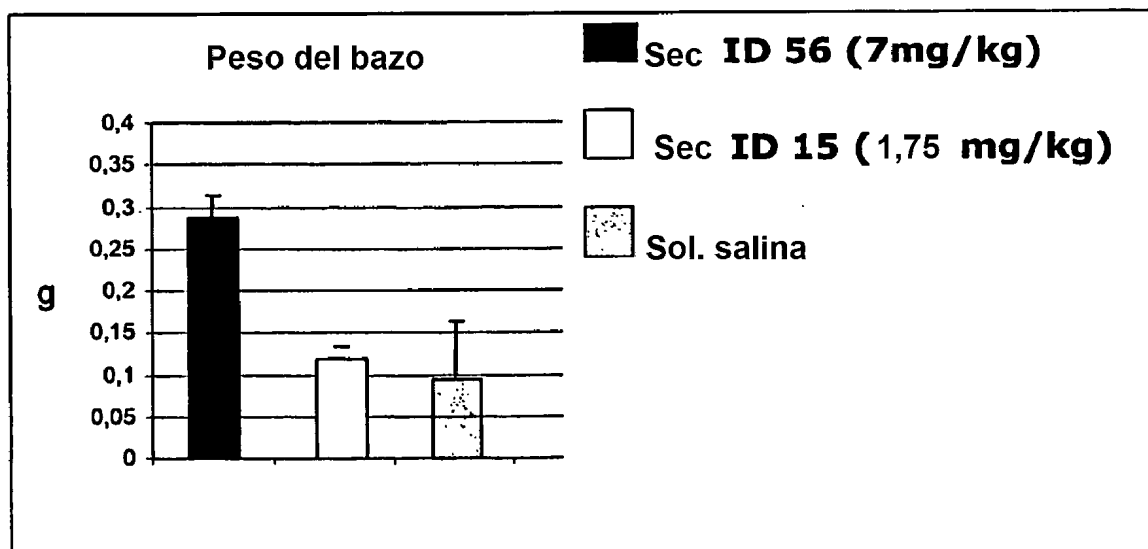 Peso del bazo
Sec ID 56 (7mg/kg)
Sec ID 15 (1,75 mg/kg)
Sol. salina
0,4
0,35
0,3
0,25
0,2
0,15
0,1
0,05
0
g